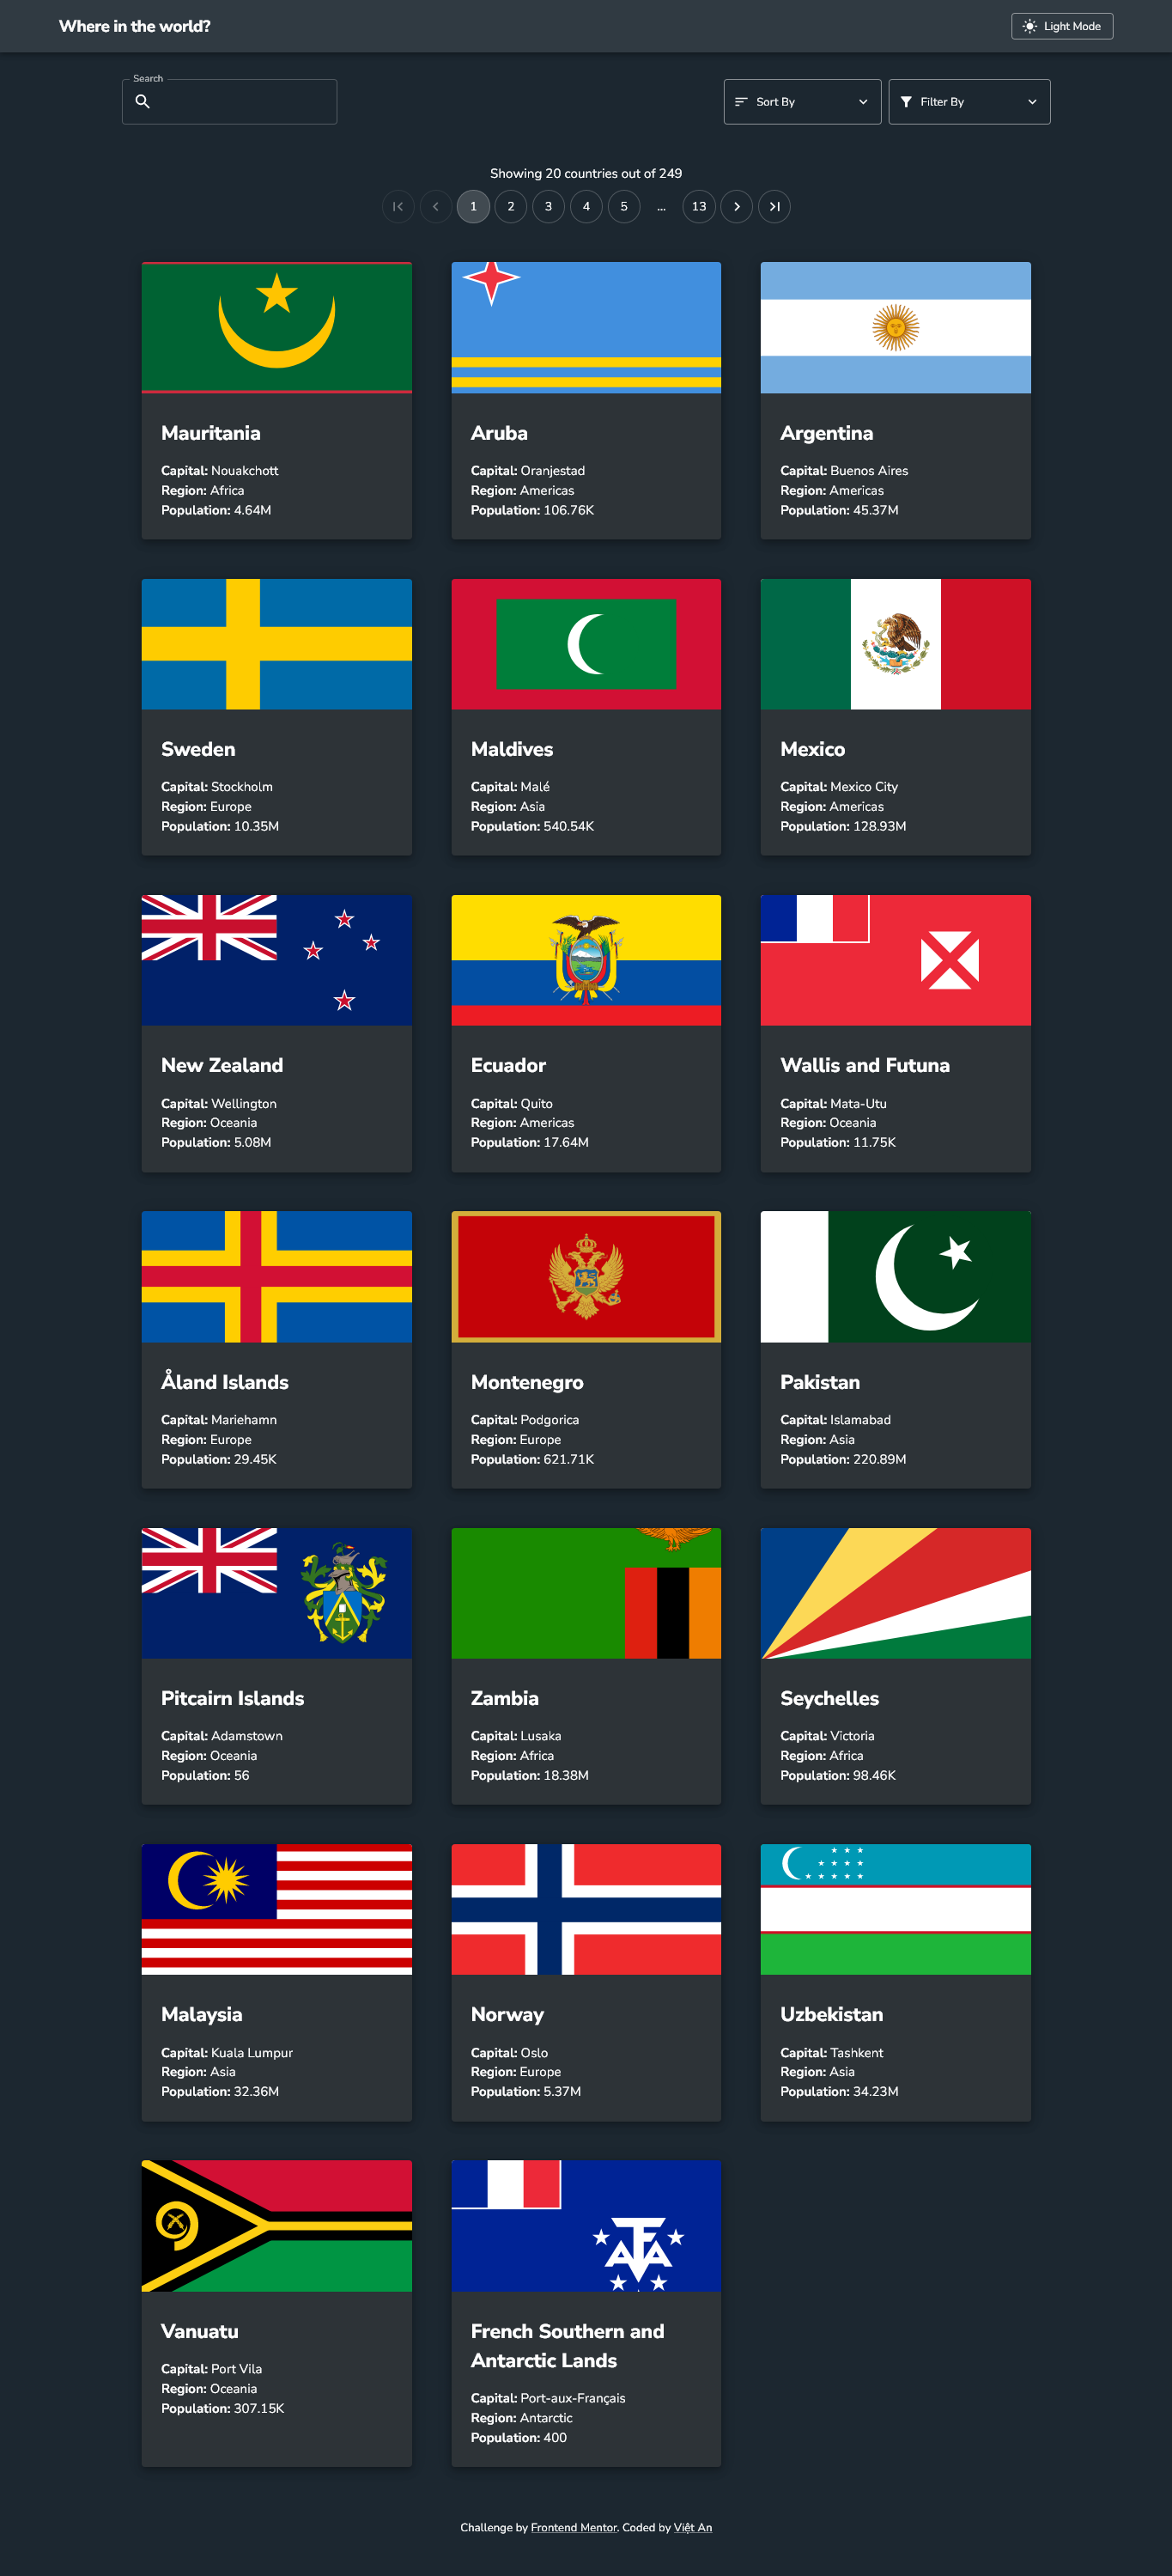 Where in the world?
Light Mode
Search
Sort By
Filter By
Showing 20 countries out of 249
1 2 3 4 5 ... 13
Mauritania
Capital: Nouakchott
Region: Africa
Population: 4.64M
Aruba
Capital: Oranjestad
Region: Americas
Population: 106.76K
Argentina
Capital: Buenos Aires
Region: Americas
Population: 45.37M
Sweden
Capital: Stockholm
Region: Europe
Population: 10.35M
Maldives
Capital: Malé
Region: Asia
Population: 540.54K
Mexico
Capital: Mexico City
Region: Americas
Population: 128.93M
New Zealand
Capital: Wellington
Region: Oceania
Population: 5.08M
Ecuador
Capital: Quito
Region: Americas
Population: 17.64M
Wallis and Futuna
Capital: Mata-Utu
Region: Oceania
Population: 11.75K
Åland Islands
Capital: Mariehamn
Region: Europe
Population: 29.45K
Montenegro
Capital: Podgorica
Region: Europe
Population: 621.71K
Pakistan
Capital: Islamabad
Region: Asia
Population: 220.89M
Pitcairn Islands
Capital: Adamstown
Region: Oceania
Population: 56
Zambia
Capital: Lusaka
Region: Africa
Population: 18.38M
Seychelles
Capital: Victoria
Region: Africa
Population: 98.46K
Malaysia
Capital: Kuala Lumpur
Region: Asia
Population: 32.36M
Norway
Capital: Oslo
Region: Europe
Population: 5.37M
Uzbekistan
Capital: Tashkent
Region: Asia
Population: 34.23M
Vanuatu
Capital: Port Vila
Region: Oceania
Population: 307.15K
TAAF
French Southern and
Antarctic Lands
Capital: Port-aux-Français
Region: Antarctic
Population: 400
Challenge by Frontend Mentor. Coded by Việt An